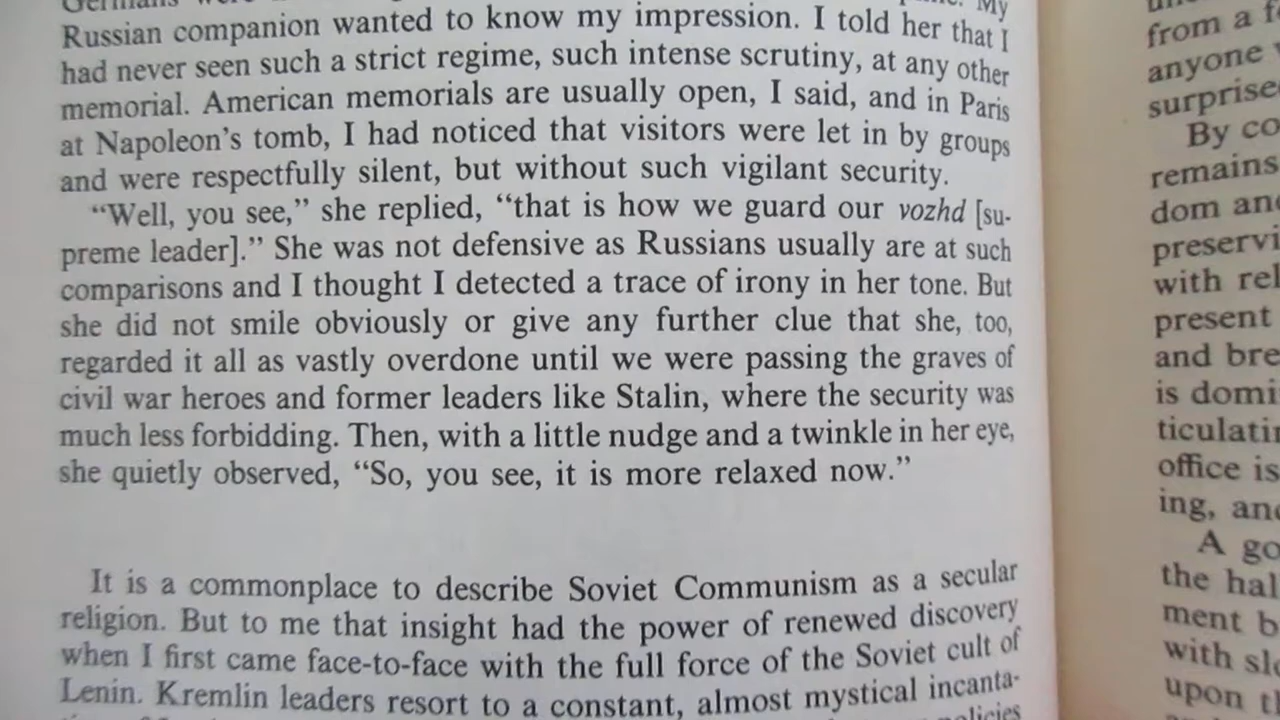 Germans were
My
Russian companion wanted to know my impression. I told her that I
had never seen such a strict regime, such intense scrutiny, at any other
memorial. American memorials are usually open, I said, and in Paris
at Napoleon's tomb, I had noticed that visitors were let in by groups
and were respectfully silent, but without such vigilant security.
“Well, you see,” she replied, “that is how we guard our vozhd [su-
preme leader].” She was not defensive as Russians usually are at such
comparisons and I thought I detected a trace of irony in her tone. But
she did not smile obviously or give any further clue that she, too,
regarded it all as vastly overdone until we were passing the graves of
civil war heroes and former leaders like Stalin, where the security was
much less forbidding. Then, with a little nudge and a twinkle in her eye,
she quietly observed, “So, you see, it is more relaxed now.”
It is a commonplace to describe Soviet Communism as a secular
religion. But to me that insight had the power of renewed discovery
when I first came face-to-face with the full force of the Soviet cult of
Lenin. Kremlin leaders resort to a constant, almost mystical incanta-
policies
from a
anyone
surprise
By co
remains
dom an
preservi
with rel
present
and bre
is domi
ticulatin
office is
ing, and
A go
the hal
ment b
with sl
upon t